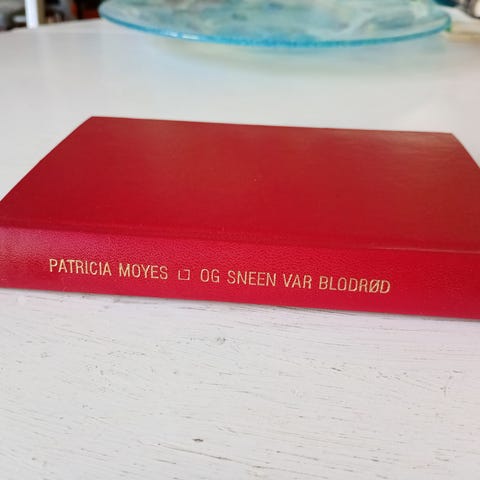 PATRICIA MOYES □ OG SNEEN VAR BLODRØD